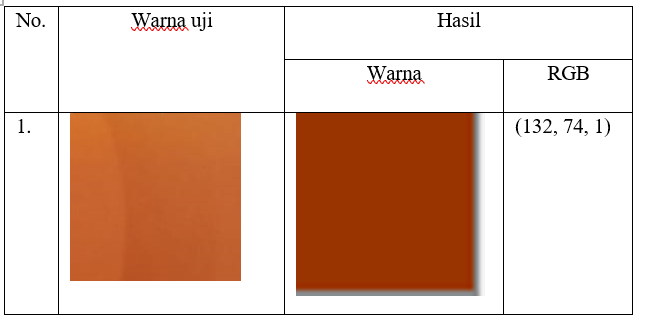 No.
Warna uji
Hasil
Warna
RGB
1.
(132, 74, 1)